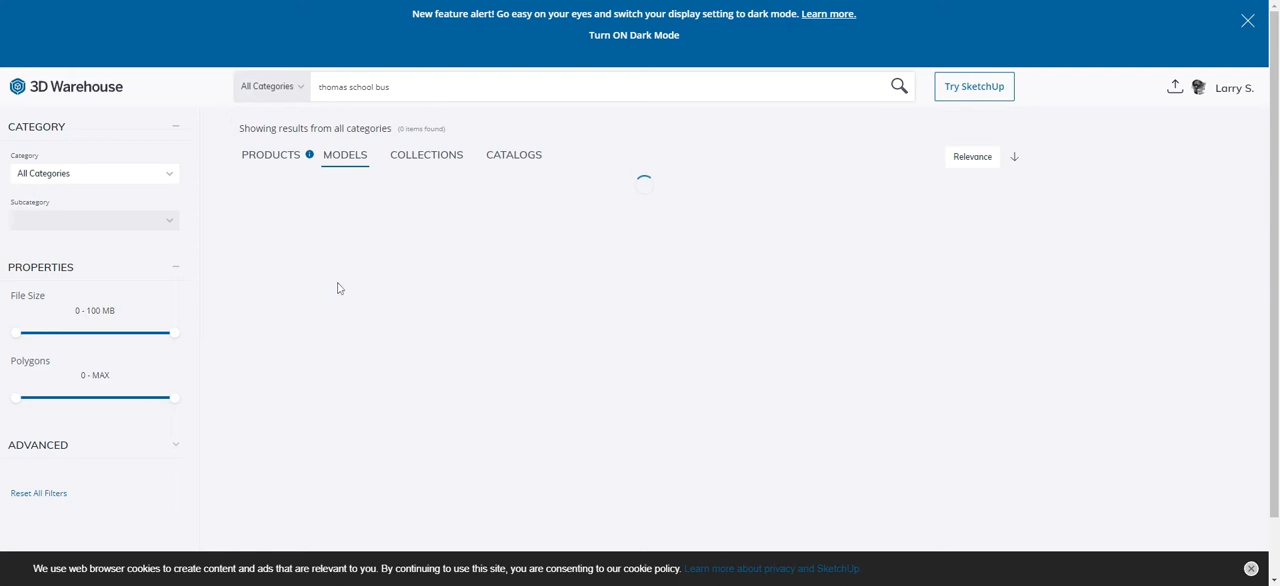 New feature alert! Go easy on your eyes and switch your display setting to dark mode. Learn more.
Turn ON Dark Mode
3D Warehouse
All Categories
thomas school bus
Try SketchUp
Larry S.
CATEGORY
Category
All Categories
Subcategory
PROPERTIES
File Size
0 - 100 MB
Polygons
0 - MAX
ADVANCED
Reset All Filters
Showing results from all categories (0 items found)
PRODUCTS i MODELS COLLECTIONS CATALOGS
Relevance
We use web browser cookies to create content and ads that are relevant to you. By continuing to use this site, you are consenting to our cookie policy. Learn more about privacy and SketchUp.